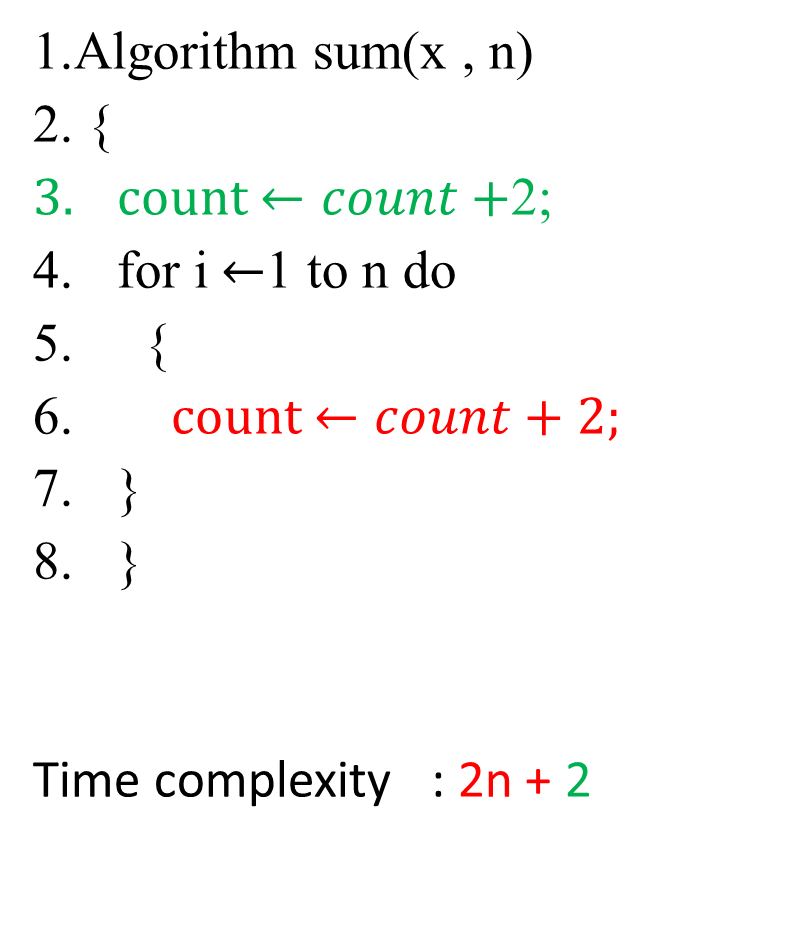 1.Algorithm sum(x , n)
2. {
3. count ← count +2;
4. for i ←1 to n do
5. {
6. count ← count + 2;
7. }
8. }
Time complexity : 2n + 2